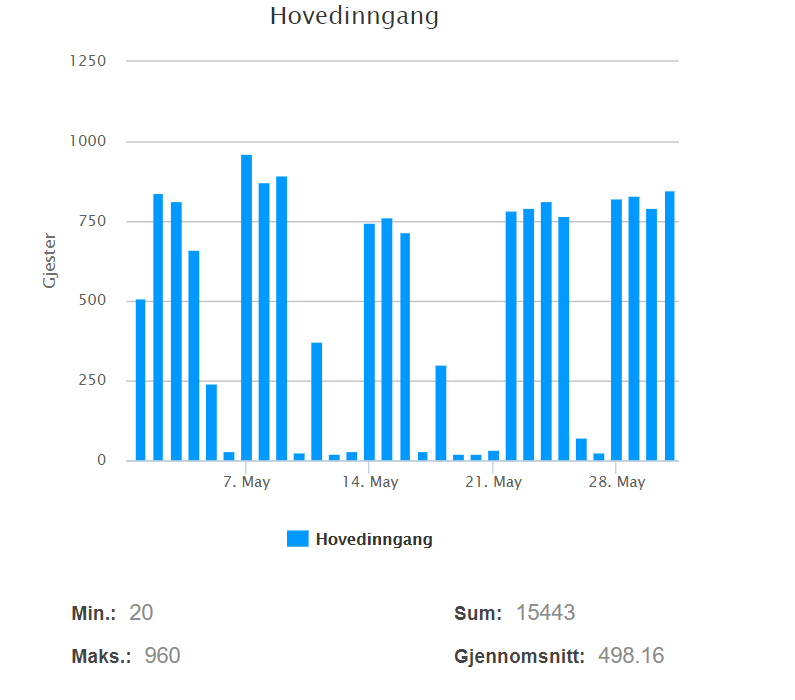 Hovedinngang
1250
1000
750
500
250
0
Gjester
7. May 14. May 21. May 28. May
Hovedinngang
Min.: 20 Sum: 15443
Maks.: 960 Gjennomsnitt: 498.16